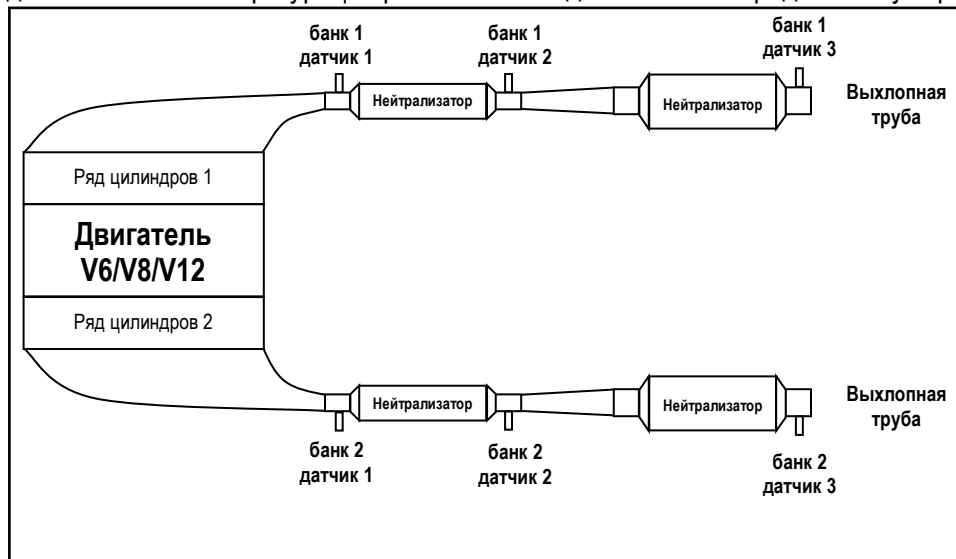 банк 1
датчик 1
банк 1
датчик 2
банк 1
датчик 3
Нейтрализатор
Нейтрализатор
Выхлопная
труба
Ряд цилиндров 1
Двигатель
V6/V8/V12
Ряд цилиндров 2
Нейтрализатор
Нейтрализатор
Выхлопная
труба
банк 2
датчик 1
банк 2
датчик 2
банк 2
датчик 3